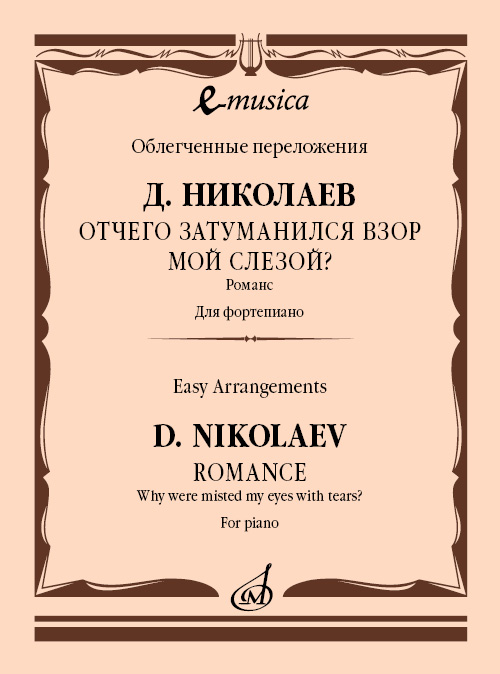 e-musica
Облегченные переложения
Д. НИКОЛАЕВ
ОТЧЕГО ЗАТУМАНИЛСЯ ВЗОР
МОЙ СЛЕЗОЙ?
Романс
Для фортепиано
Easy Arrangements
D. NIKOLAEV
ROMANCE
Why were misted my eyes with tears?
For piano
М